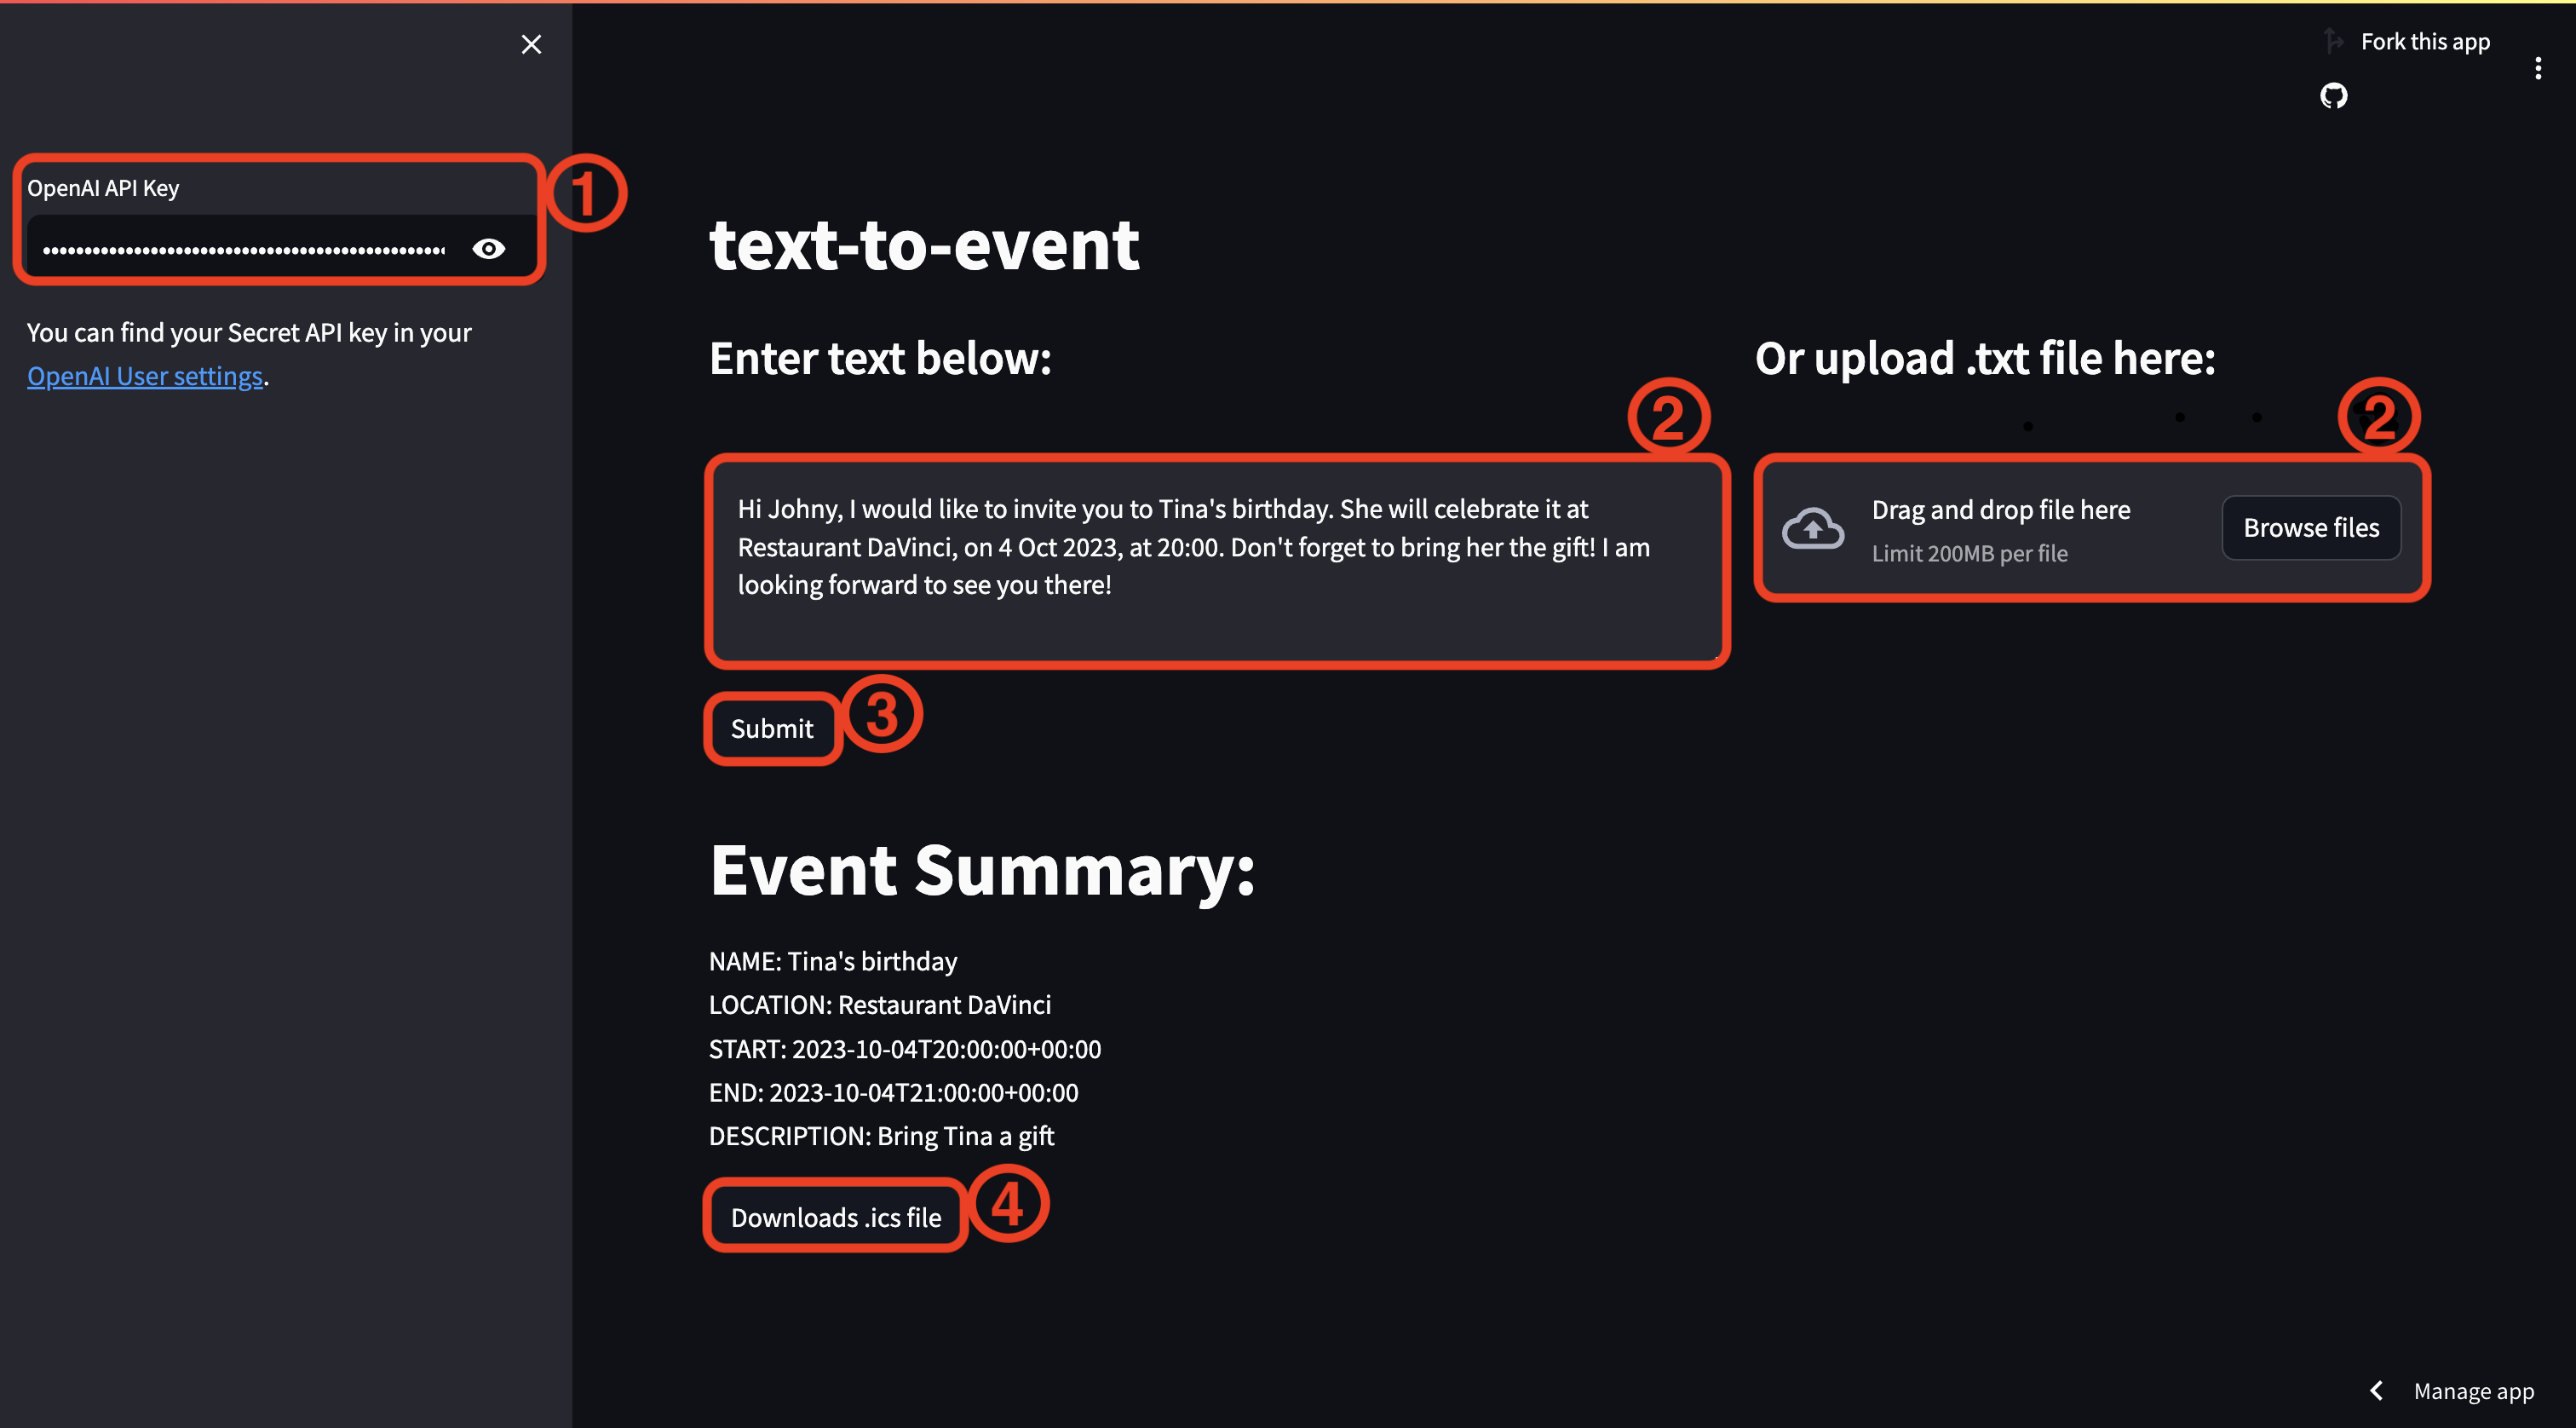 Fork this app
OpenAI API Key
1
••••••••••••••••••••••••••••••••••••••••••••••••••
You can find your Secret API key in your
OpenAI User settings.
text-to-event
Enter text below:
2
Hi Johny, I would like to invite you to Tina's birthday. She will celebrate it at
Restaurant DaVinci, on 4 Oct 2023, at 20:00. Don't forget to bring her the gift! I am
looking forward to see you there!
Or upload .txt file here:
2
Drag and drop file here
Limit 200MB per file
Browse files
Submit
3
Event Summary:
NAME: Tina's birthday
LOCATION: Restaurant DaVinci
START: 2023-10-04T20:00:00+00:00
END: 2023-10-04T21:00:00+00:00
DESCRIPTION: Bring Tina a gift
Downloads .ics file
4
Manage app